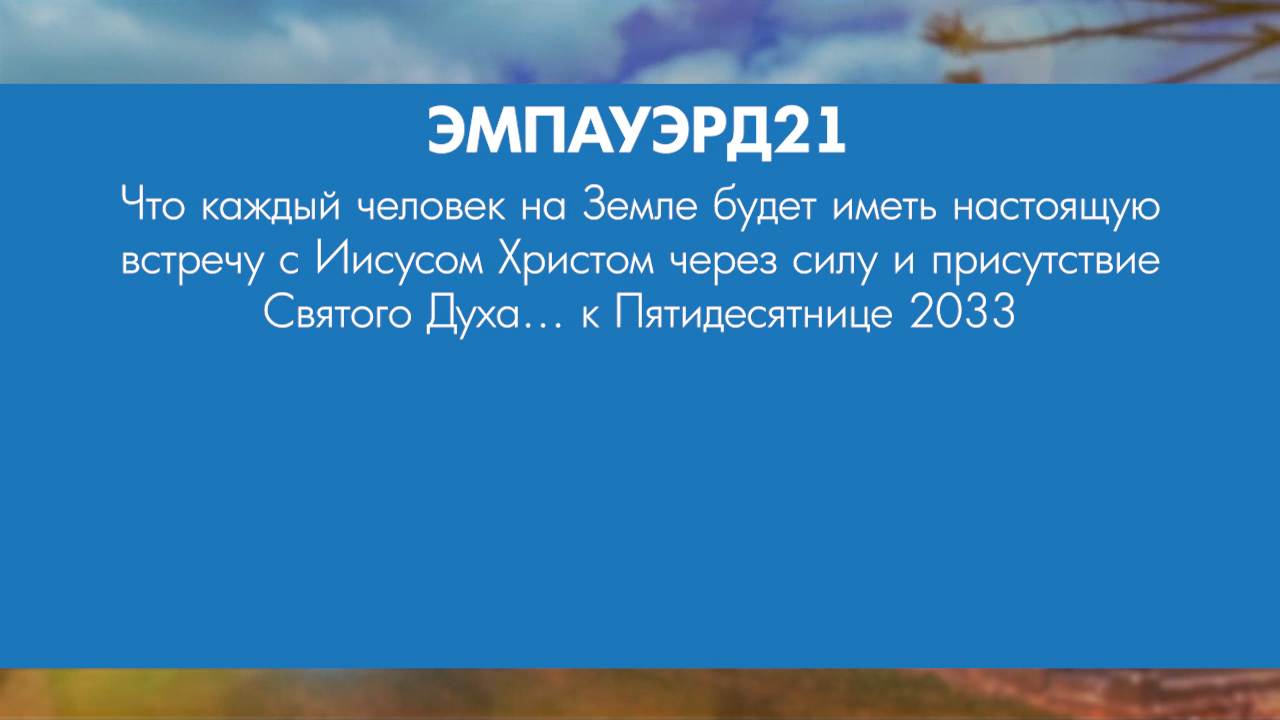 ЭМПАУЭРД21
Что каждый человек на Земле будет иметь настоящую
встречу с Иисусом Христом через силу и присутствие
Святого Духа... к Пятидесятнице 2033